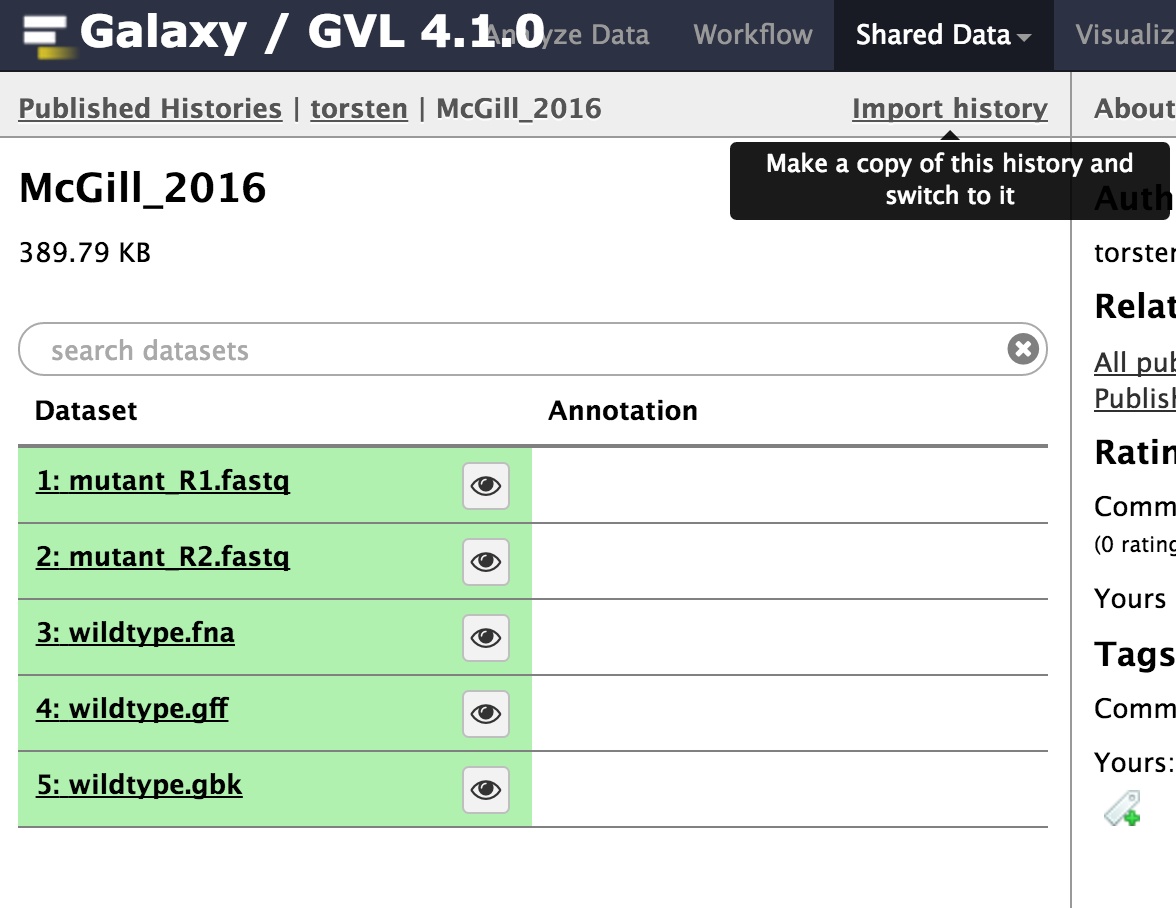 Galaxy / GVL 4.1.0
Analyze Data Workflow Shared Data Visualiz
Published Histories | torsten | McGill_2016 Import history
About
Make a copy of this history and
switch to it
McGill_2016
389.79 KB
search datasets
Dataset Annotation
1: mutant_R1.fastq
2: mutant_R2.fastq
3: wildtype.fna
4: wildtype.gff
5: wildtype.gbk
Auth
torsten
Relat
All pub
Publish
Ratin
Comm
(0 rating
Yours
Tags
Comm
Yours: